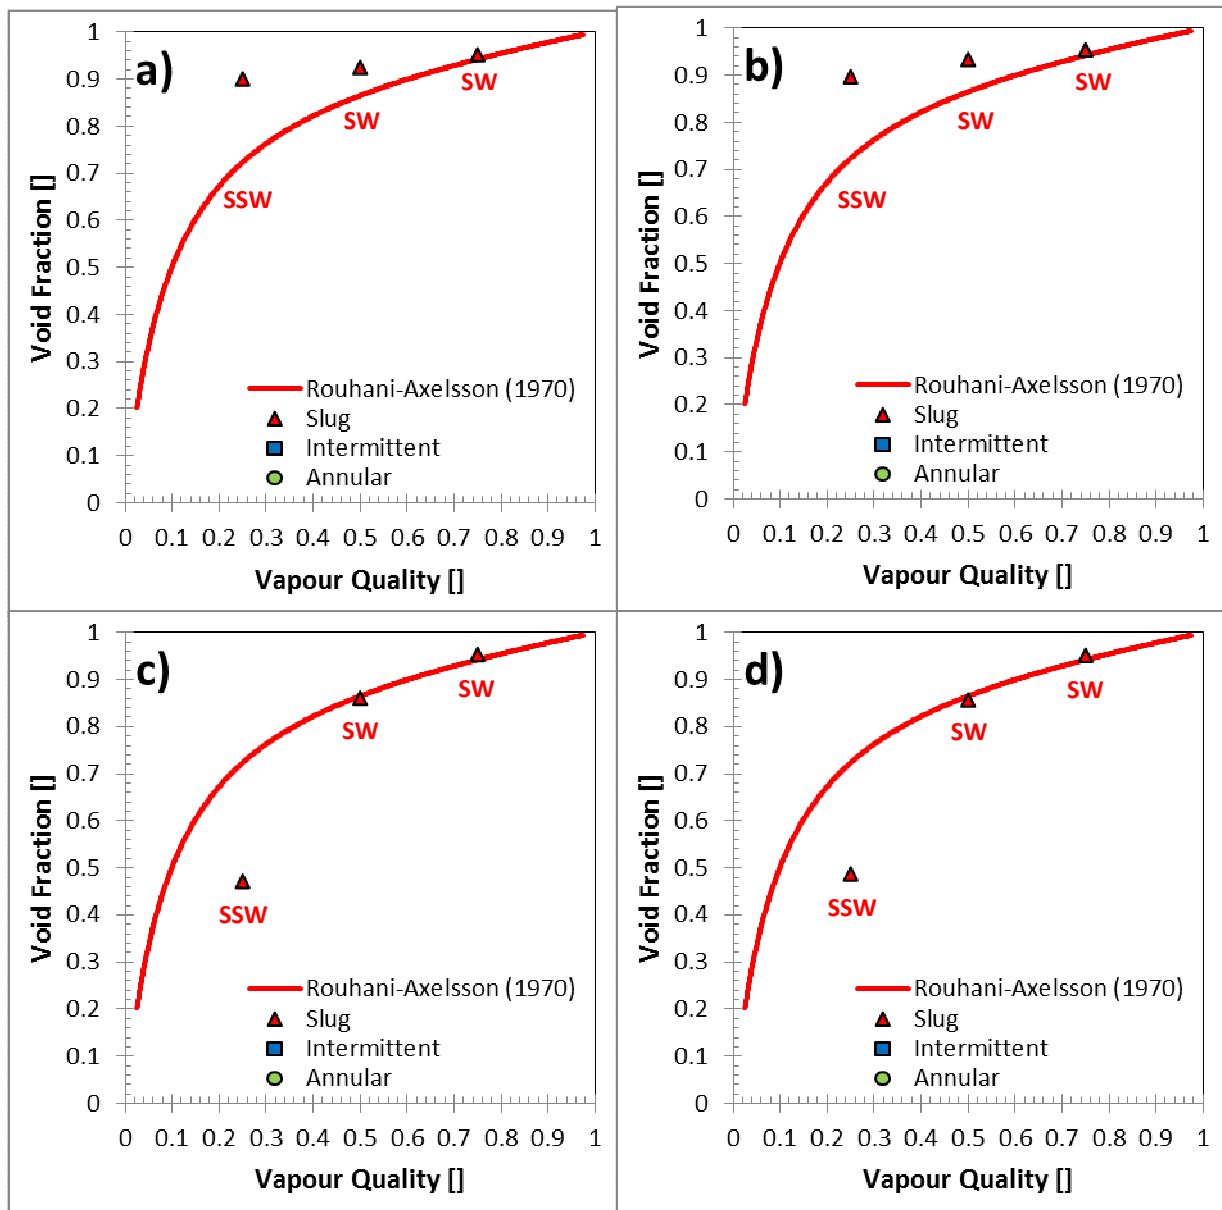 a)
1
0.9
0.8
0.7
0.6
0.5
0.4
0.3
0.2
0.1
0
Void Fraction []
SSW
SW
SW
Rouhani-Axelsson (1970)
Slug
Intermittent
Annular
0 0.1 0.2 0.3 0.4 0.5 0.6 0.7 0.8 0.9 1
Vapour Quality []
b)
1
0.9
0.8
0.7
0.6
0.5
0.4
0.3
0.2
0.1
0
Void Fraction []
SSW
SW
SW
Rouhani-Axelsson (1970)
Slug
Intermittent
Annular
0 0.1 0.2 0.3 0.4 0.5 0.6 0.7 0.8 0.9 1
Vapour Quality []
c)
1
0.9
0.8
0.7
0.6
0.5
0.4
0.3
0.2
0.1
0
Void Fraction []
SSW
SW
SW
Rouhani-Axelsson (1970)
Slug
Intermittent
Annular
0 0.1 0.2 0.3 0.4 0.5 0.6 0.7 0.8 0.9 1
Vapour Quality []
d)
1
0.9
0.8
0.7
0.6
0.5
0.4
0.3
0.2
0.1
0
Void Fraction []
SSW
SW
SW
Rouhani-Axelsson (1970)
Slug
Intermittent
Annular
0 0.1 0.2 0.3 0.4 0.5 0.6 0.7 0.8 0.9 1
Vapour Quality []